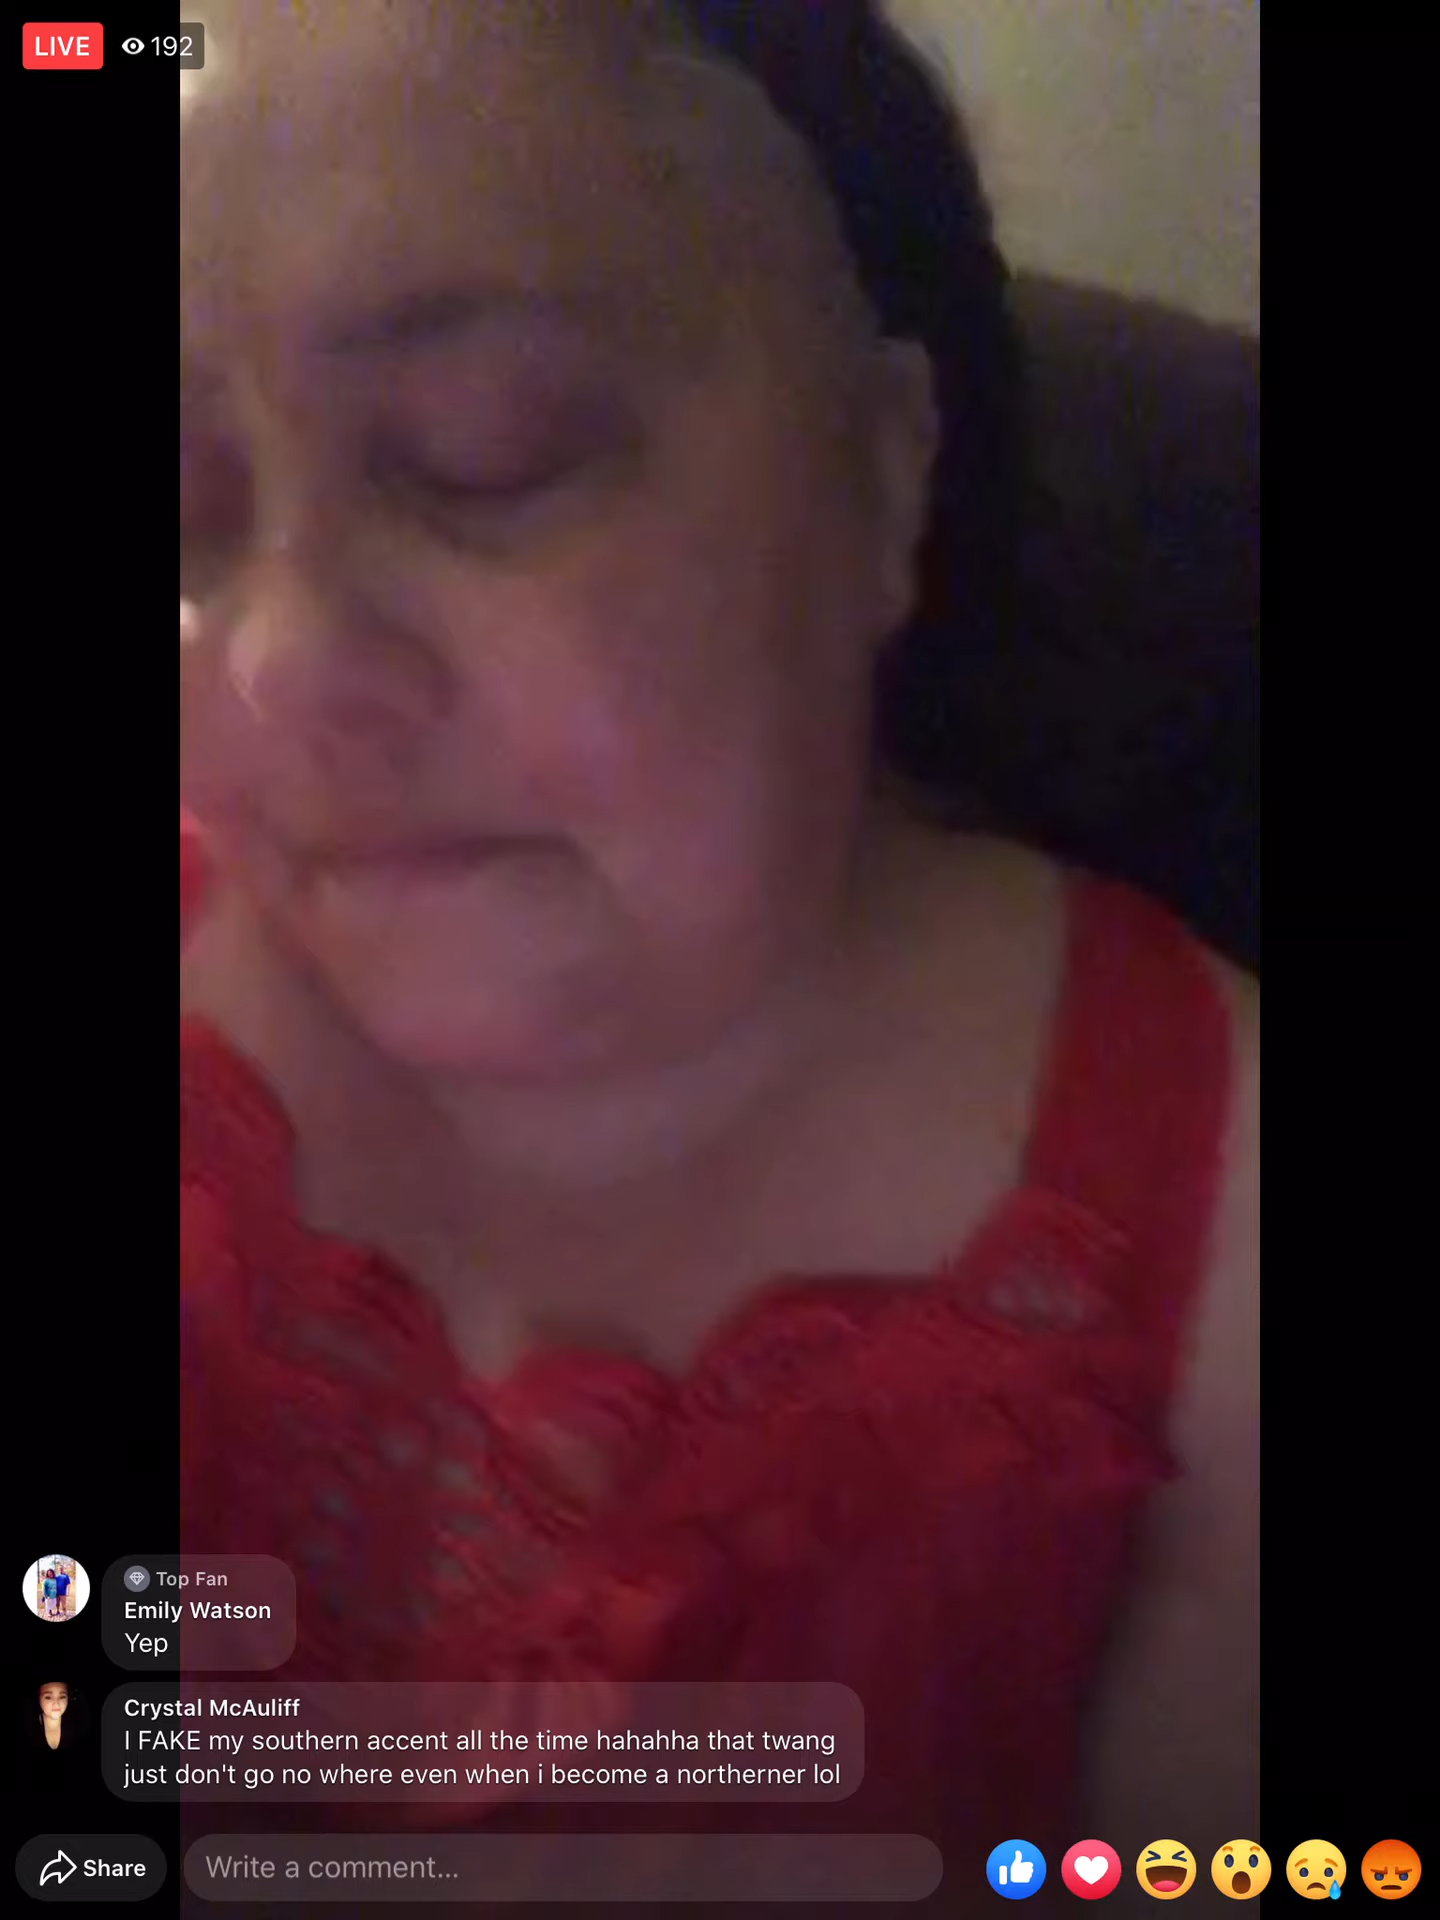 LIVE 192
Top Fan
Emily Watson
Yep
Crystal McAuliff
I FAKE my southern accent all the time hahahha that twang
just don't go no where even when i become a northerner lol
Share
Write a comment...